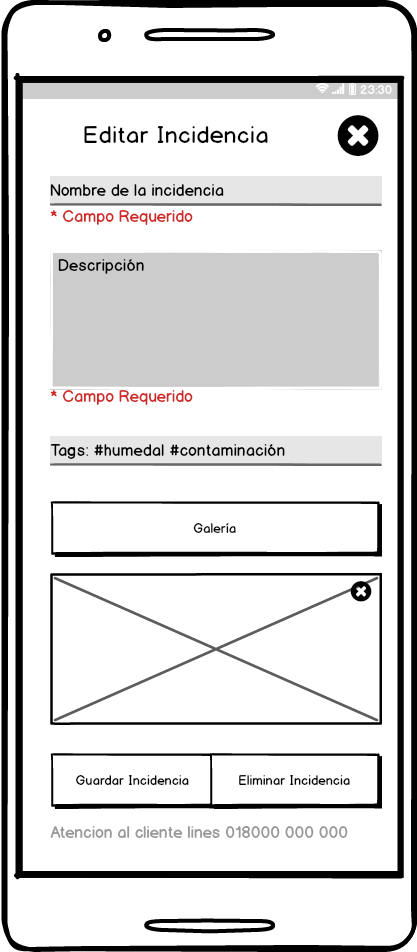 23:30
Editar Incidencia
Nombre de la incidencia
* Campo Requerido
Descripción
* Campo Requerido
Tags: #humedal #contaminación
Galería
Guardar Incidencia
Eliminar Incidencia
Atencion al cliente lines 018000 000 000